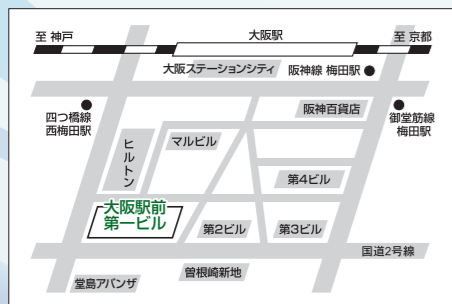 至 神戸
大阪駅
至 京都
大阪ステーションシティ
阪神線 梅田駅
四つ橋線
西梅田駅
阪神百貨店
御堂筋線
梅田駅
ヒルトン
マルビル
第4ビル
大阪駅前
第一ビル
第2ビル
第3ビル
国道2号線
堂島アバンザ
曽根崎新地